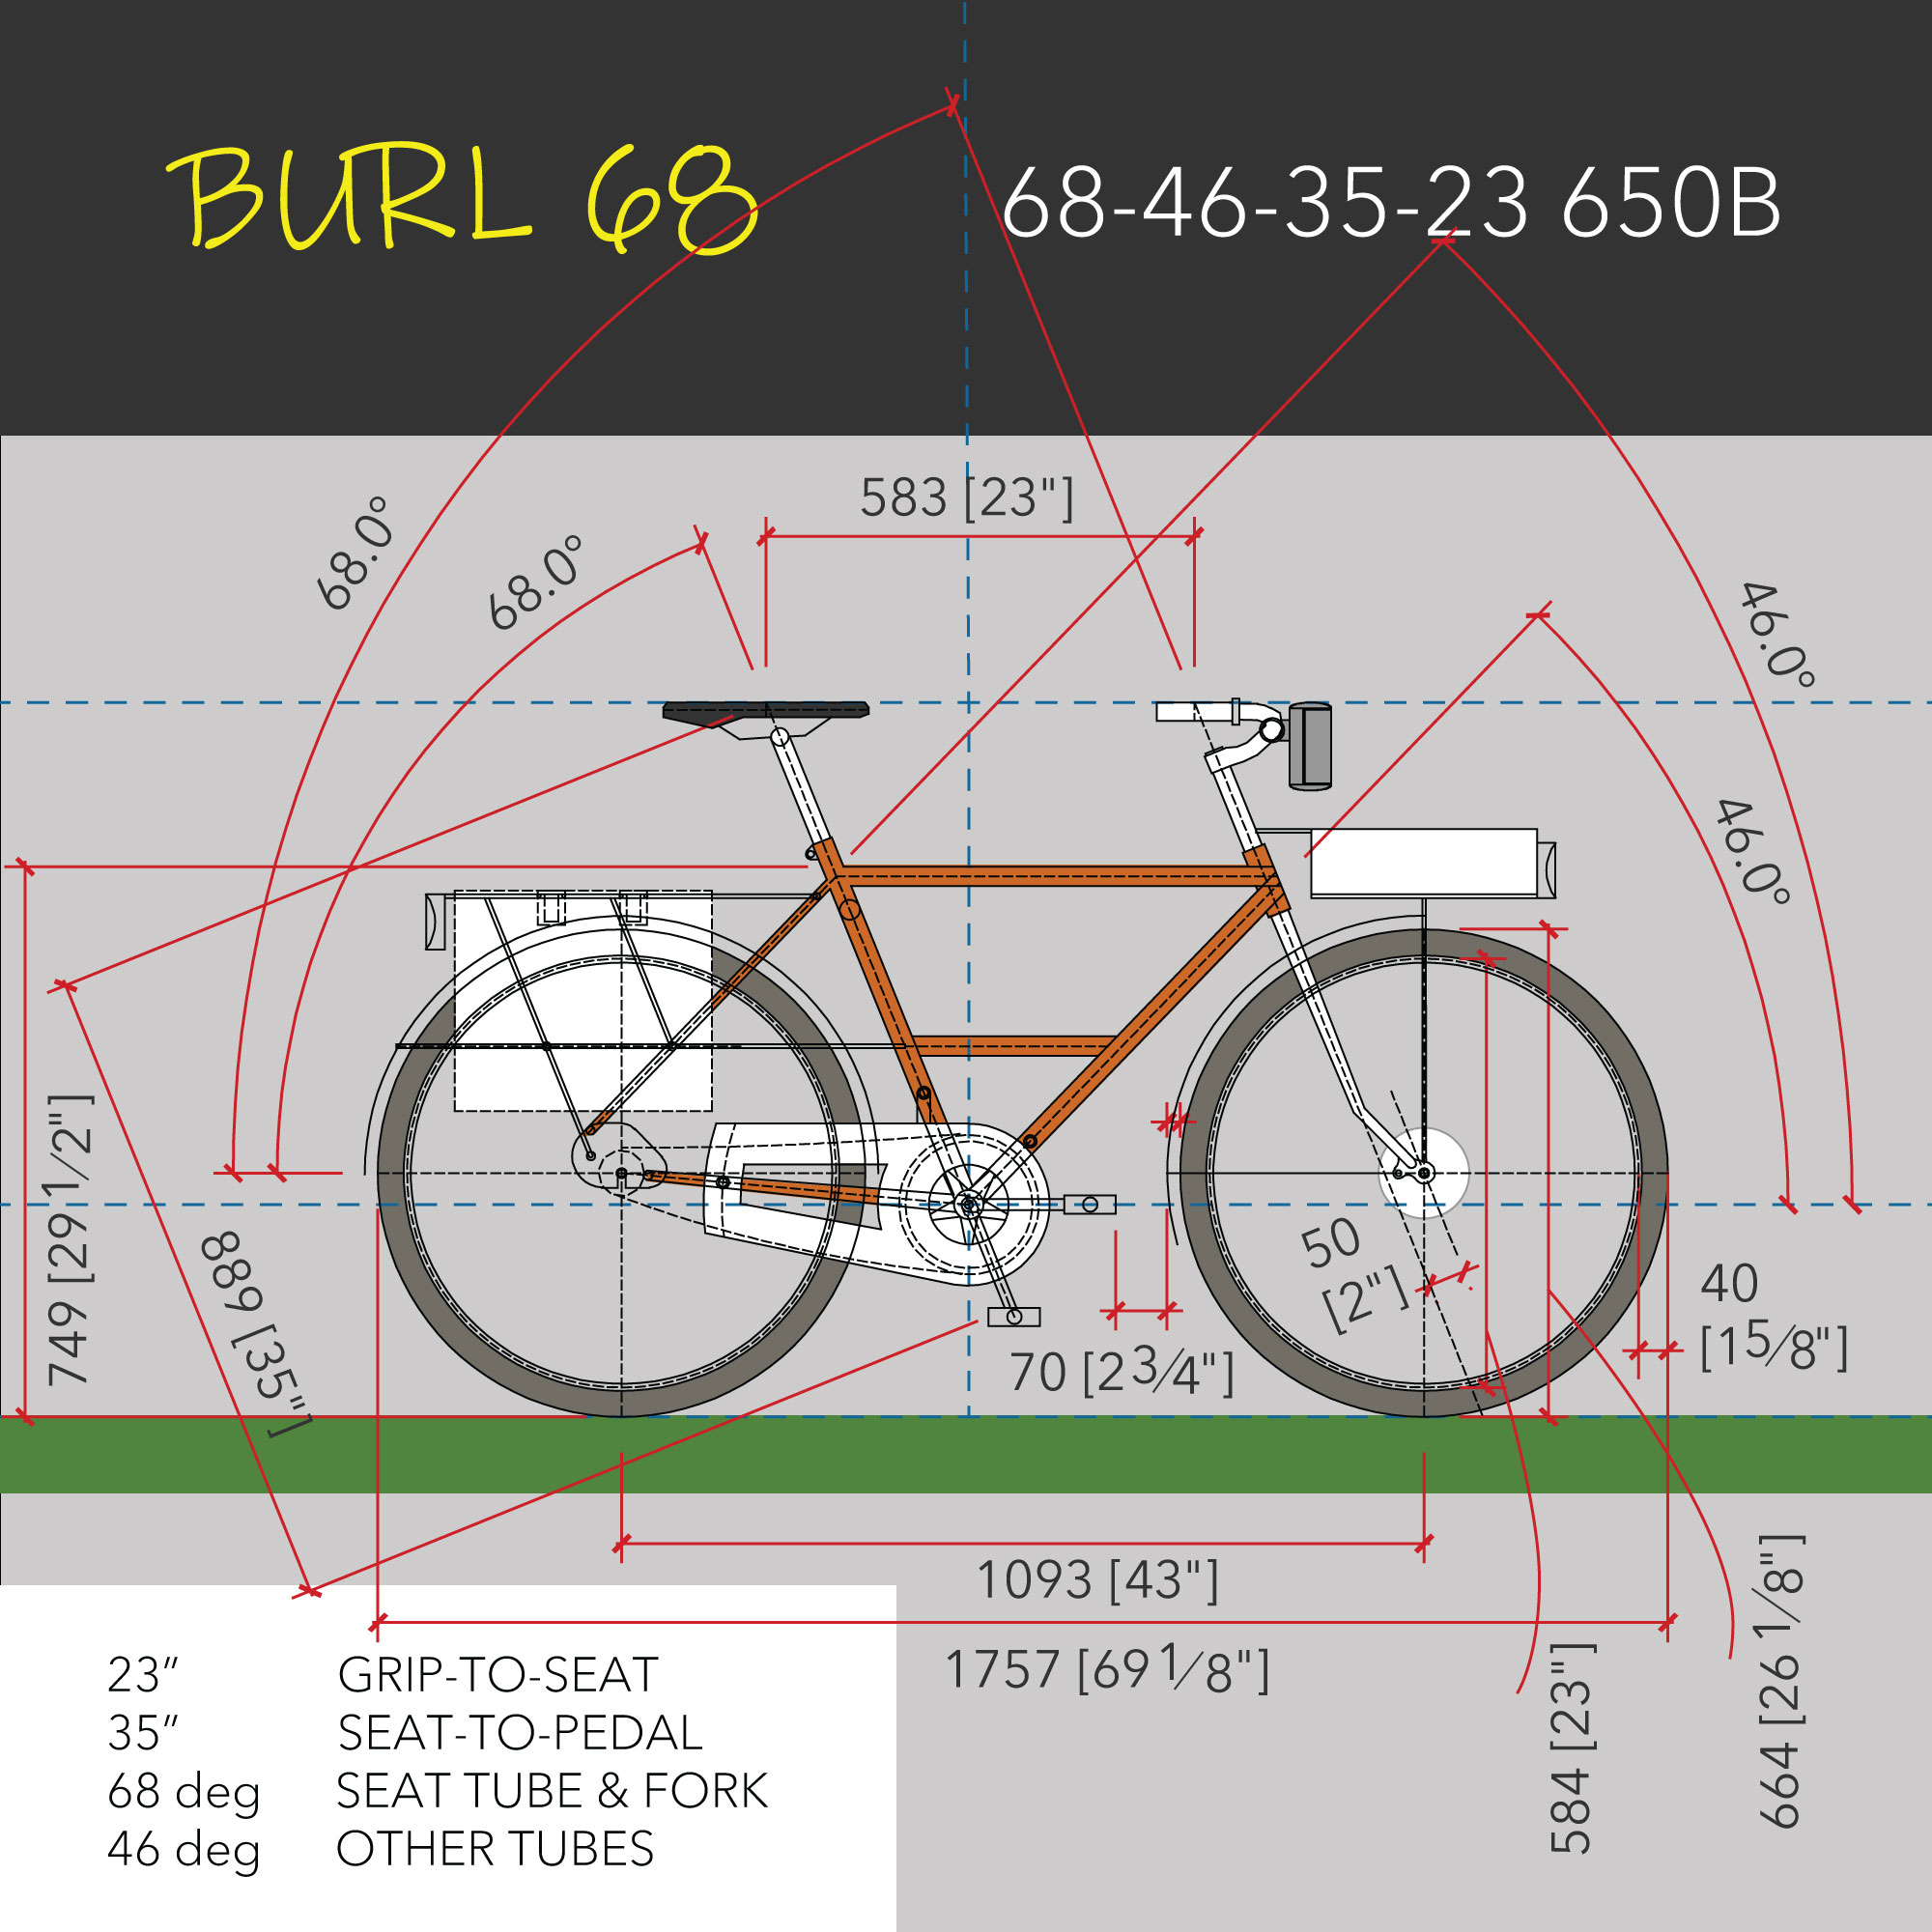 BURL 68
68-46-35-23 650B
583 [23"]
68.0°
68.0°
46.0°
46.0°
749 [29 1/2"]
889 [35"]
50
[2"]
40
[1 5/8"]
70 [2 3/4"]
1093 [43"]
1757 [69 1/8"]
584 [23"]
664 [26 1/8"]
23" GRIP-TO-SEAT
35" SEAT-TO-PEDAL
68 deg SEAT TUBE & FORK
46 deg OTHER TUBES